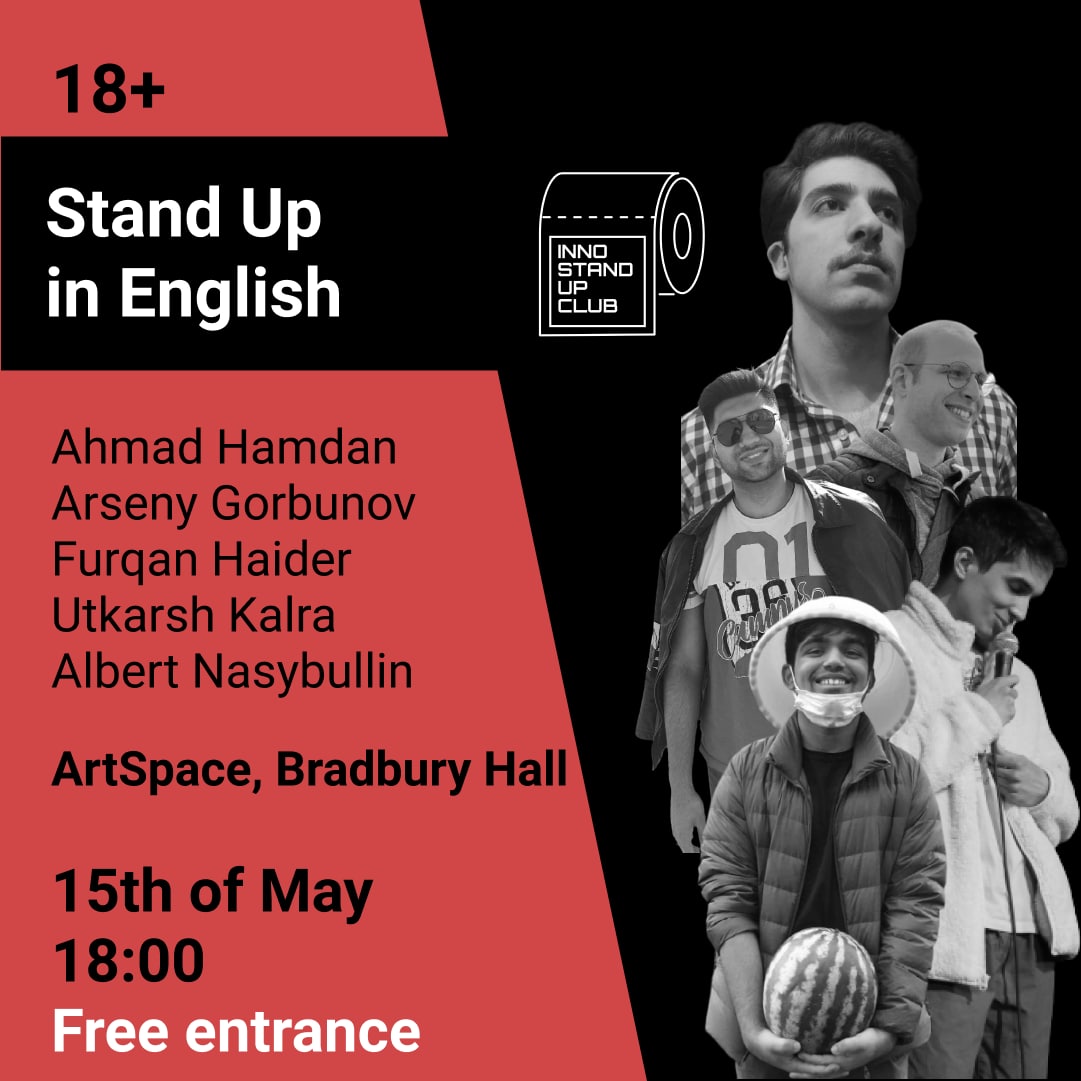 18+
Stand Up
in English
INNO
STAND
UP
CLUB
Ahmad Hamdan
Arseny Gorbunov
Furqan Haider
Utkarsh Kalra
Albert Nasybullin
ArtSpace, Bradbury Hall
15th of May
18:00
Free entrance
01